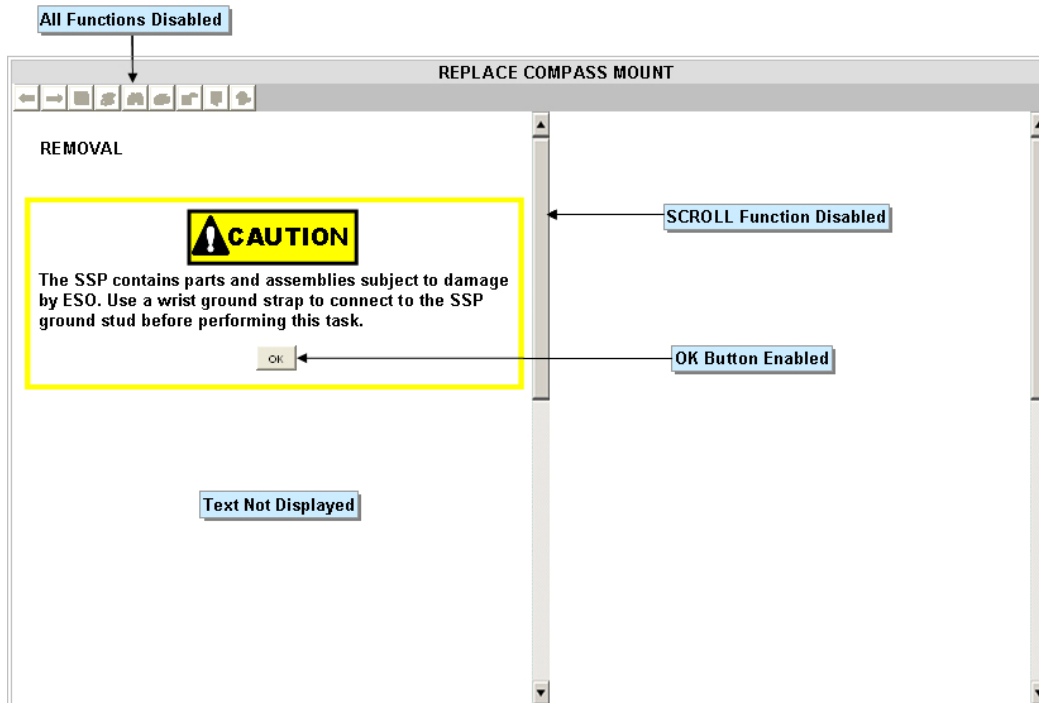 All Functions Disabled
REPLACE COMPASS MOUNT
REMOVAL
CAUTION
The SSP contains parts and assemblies subject to damage
by ESO. Use a wrist ground strap to connect to the SSP
ground stud before performing this task.
OK
SCROLL Function Disabled
OK Button Enabled
Text Not Displayed